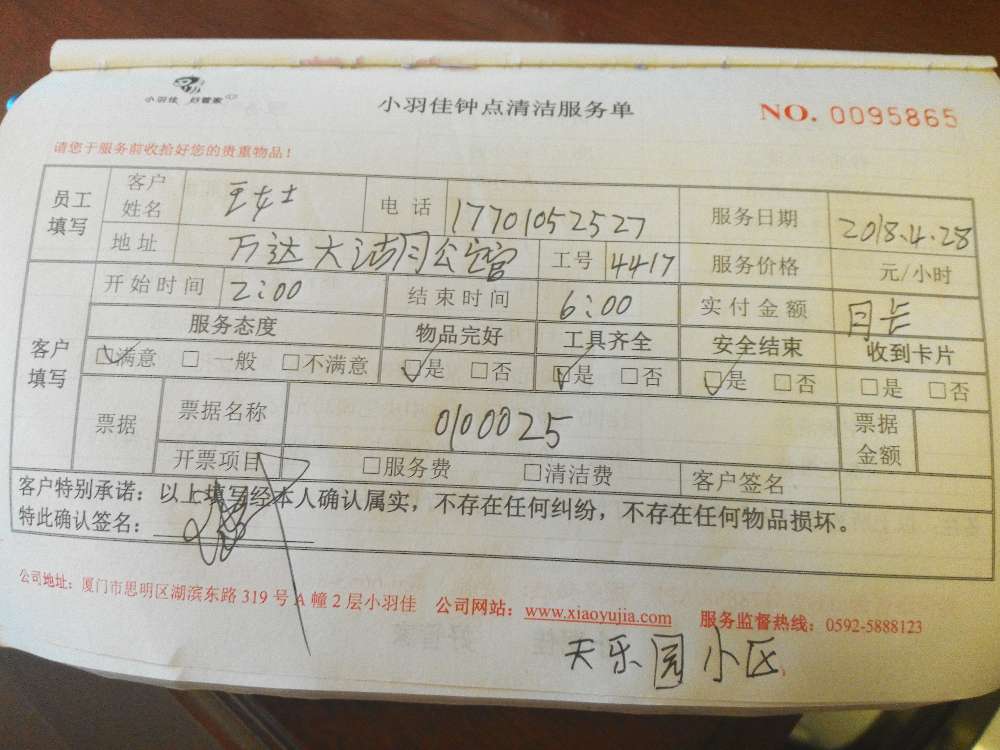 小羽佳 好管家
小羽佳钟点清洁服务单
NO. 0095865
请您于服务前收拾好您的贵重物品！
员工填写 客户姓名 王女士 电话 17701052527 服务日期 2018.4.28
地址 万达大 公 工号 4417 服务价格 元/小时
客户填写 开始时间 2:00 结束时间 6:00 实付金额 月卡
服务态度 物品完好 工具齐全 安全结束 收到卡片
☑满意 □一般 □不满意 ☑是 □否 ☑是 □否 ☑是 □否 □是 □否
票据 票据名称 0100025 票据金额
开票项目 □服务费 □清洁费 客户签名
客户特别承诺：以上填写经本人确认属实，不存在任何纠纷，不存在任何物品损坏。
特此确认签名：
公司地址：厦门市思明区湖滨东路 319 号 A 幢 2 层小羽佳 公司网站：www.xiaoyujia.com 服务监督热线：0592-5888123
天乐园小区